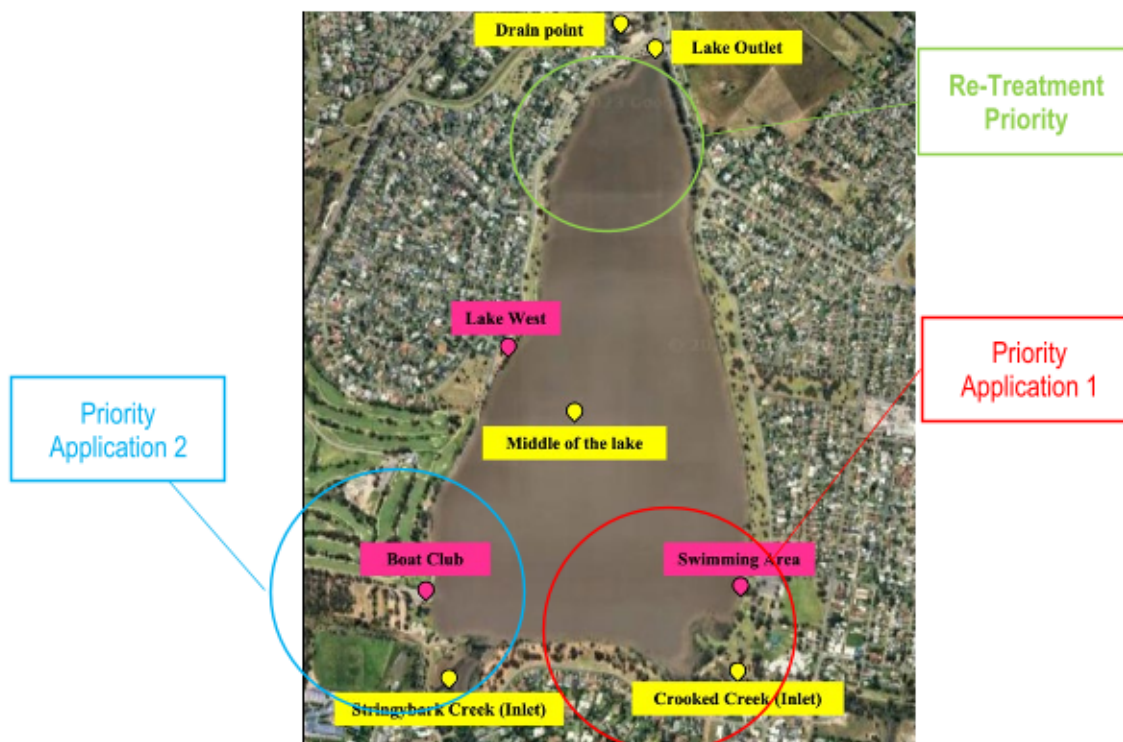 Drain point
Lake Outlet
Re-Treatment
Priority
Lake West
Priority
Application 1
Priority
Application 2
Middle of the lake
Boat Club
Swimming Area
Crooked Creek (Inlet)
Stringybark Creek (Inlet)